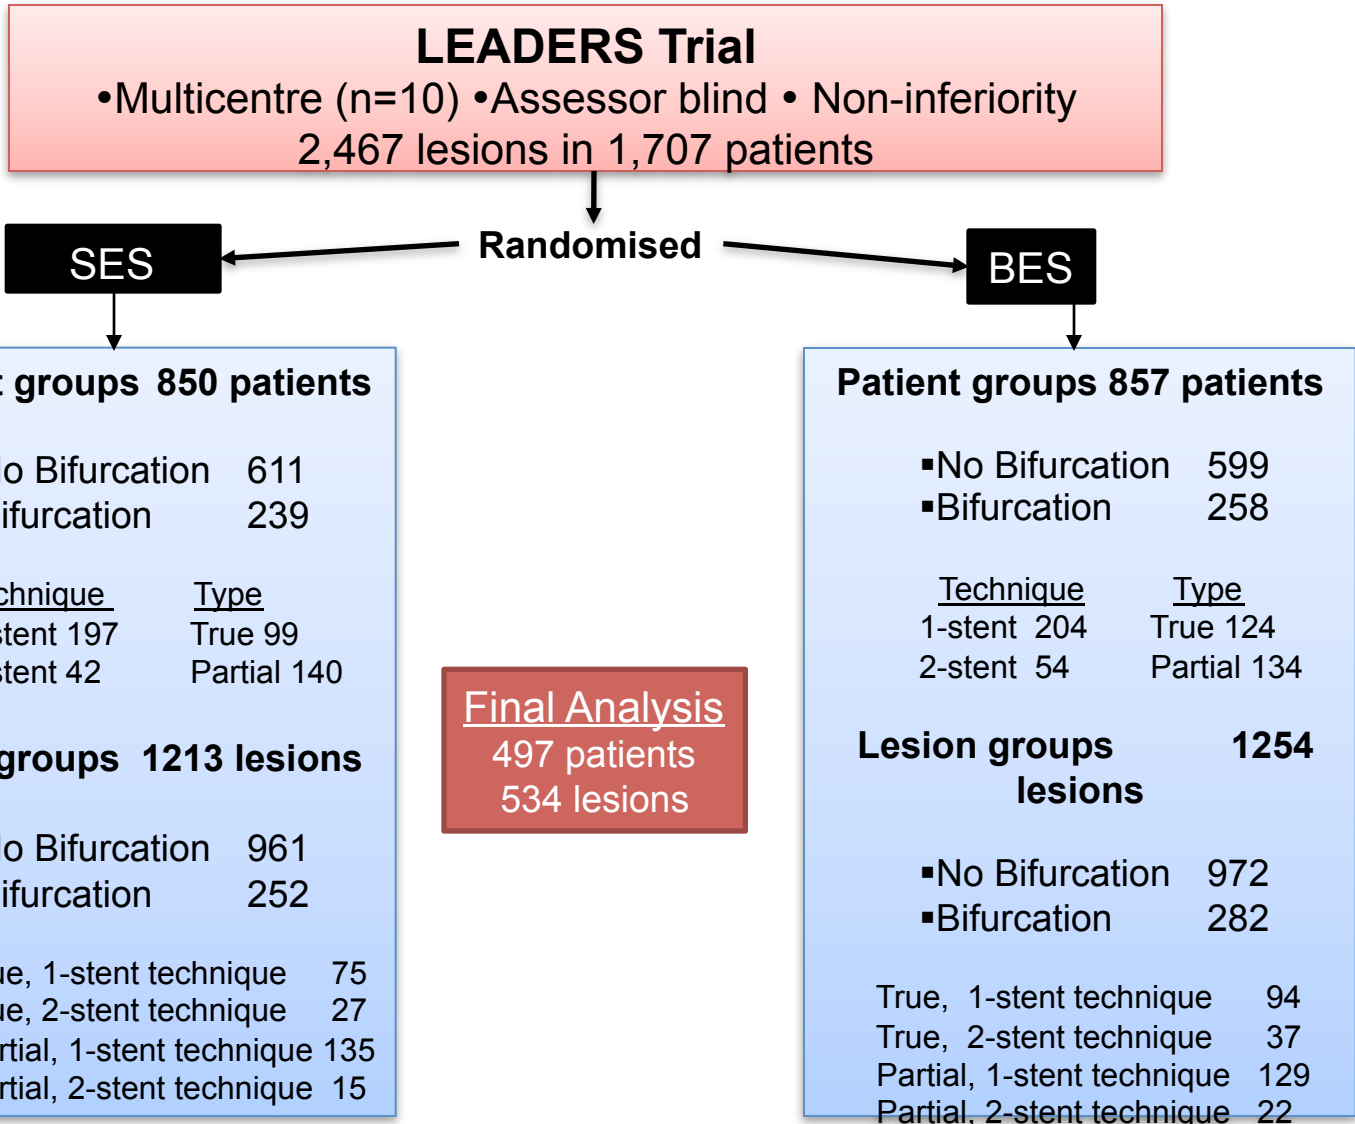 LEADERS Trial
•Multicentre (n=10) •Assessor blind • Non-inferiority
2,467 lesions in 1,707 patients
Randomised
SES
BES
groups 850 patients
No Bifurcation 611
ifurcation 239
chnique Type
stent 197 True 99
stent 42 Partial 140
groups 1213 lesions
No Bifurcation 961
ifurcation 252
ue, 1-stent technique 75
ue, 2-stent technique 27
rtial, 1-stent technique 135
rtial, 2-stent technique 15
Final Analysis
497 patients
534 lesions
Patient groups 857 patients
▪No Bifurcation 599
▪Bifurcation 258
Technique Type
1-stent 204 True 124
2-stent 54 Partial 134
Lesion groups 1254
lesions
▪No Bifurcation 972
▪Bifurcation 282
True, 1-stent technique 94
True, 2-stent technique 37
Partial, 1-stent technique 129
Partial, 2-stent technique 22